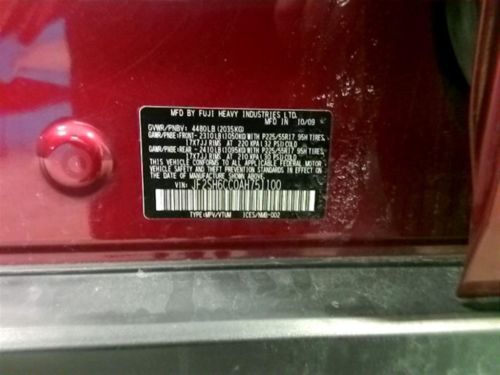 MFD. BY FUJI HEAVY INDUSTRIES LTD.
MFD IN 10/09
GVWR/PNBV: 4480LB(2035KG)
GAWR/PNBE:FRONT- 2310LB(1050KG) WITH P225/55R17 95H TIRES,
17X7JJ RIMS AT 220 KPA(32 PSI) COLD
GAWR/PNBE:REAR - 2410LB(1095KG) WITH P225/55R17 95H TIRES,
17X7JJ RIMS AT 210 KPA(30 PSI) COLD
THIS VEHICLE CONFORMS TO ALL APPLICABLE FEDERAL MOTOR
VEHICLE SAFETY AND THEFT PREVENTION STANDARDS IN EFFECT
ON THE DATE OF MANUFACTURE SHOWN ABOVE.
VIN: JF2SH6CC0AH751100
TYPE:MPV/VTUM ICES/NMB-002